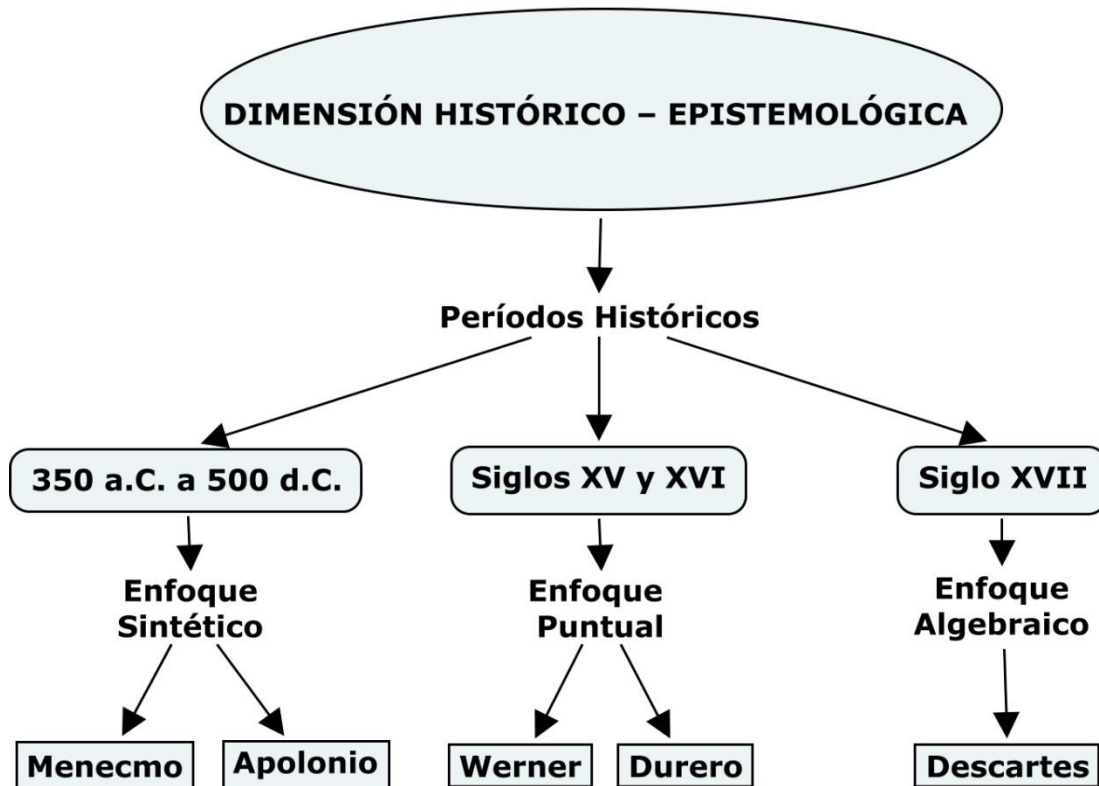 DIMENSIÓN HISTÓRICO – EPISTEMOLÓGICA
Períodos Históricos
350 a.C. a 500 d.C.
Siglos XV y XVI
Siglo XVII
Enfoque
Sintético
Enfoque
Puntual
Enfoque
Algebraico
Menecmo
Apolonio
Werner
Durero
Descartes